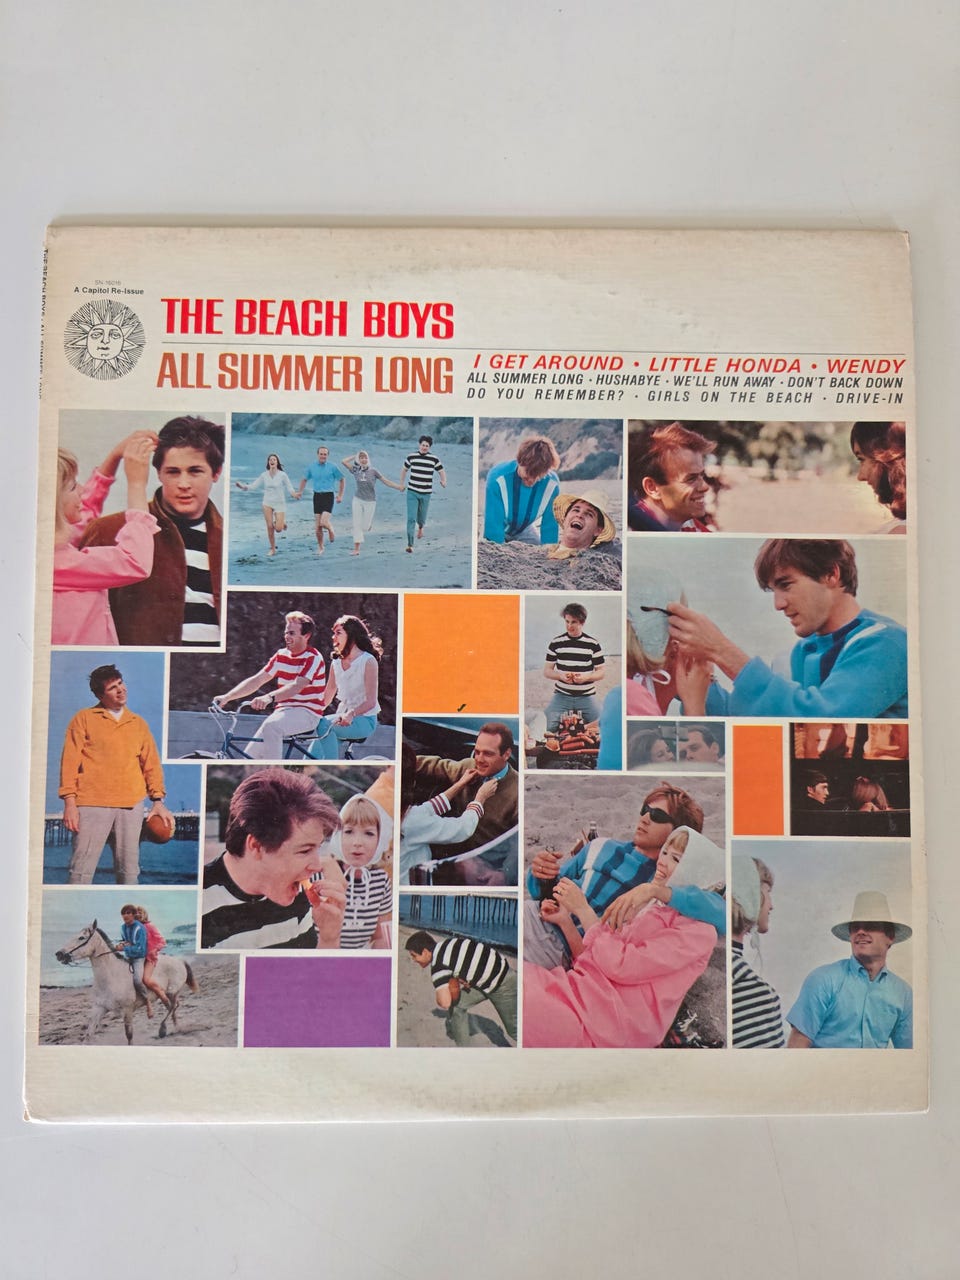 SN-16016
A Capitol Re-Issue
THE BEACH BOYS
ALL SUMMER LONG
I GET AROUND • LITTLE HONDA • WENDY
ALL SUMMER LONG • HUSHABYE • WE'LL RUN AWAY • DON'T BACK DOWN
DO YOU REMEMBER? • GIRLS ON THE BEACH • DRIVE-IN